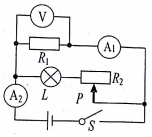 V
R₁ A₁
L P R₂
A₂
S